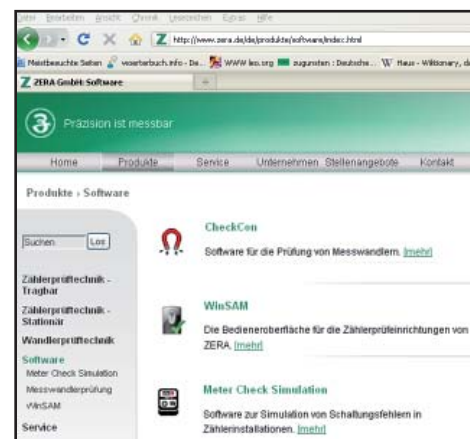 Datei Bearbeiten Ansicht Chronik Lesezeichen Extras Hilfe
http://www.zera.de/de/produkte/software/index.html
Meistbesuchte Seiten woerterbuch.info - De... WWW leo.org zugunsten : Deutsche... W Haus - Wiktionary, d
ZERA GmbH: Software
Präzision ist messbar
Home Produkte Service Unternehmen Stellenangebote Kontakt
Produkte › Software
Suchen Los
CheckCon
Software für die Prüfung von Messwandlern. [mehr]
Zählerprüftechnik -
Tragbar
Zählerprüftechnik -
Stationär
Wandlerprüftechnik
Software
Meter Check Simulation
Messwandlerprüfung
WinSAM
Service
WinSAM
Die Bedieneroberfläche für die Zählerprüfeinrichtungen von
ZERA. [mehr]
Meter Check Simulation
Software zur Simulation von Schaltungsfehlern in
Zählerinstallationen. [mehr]